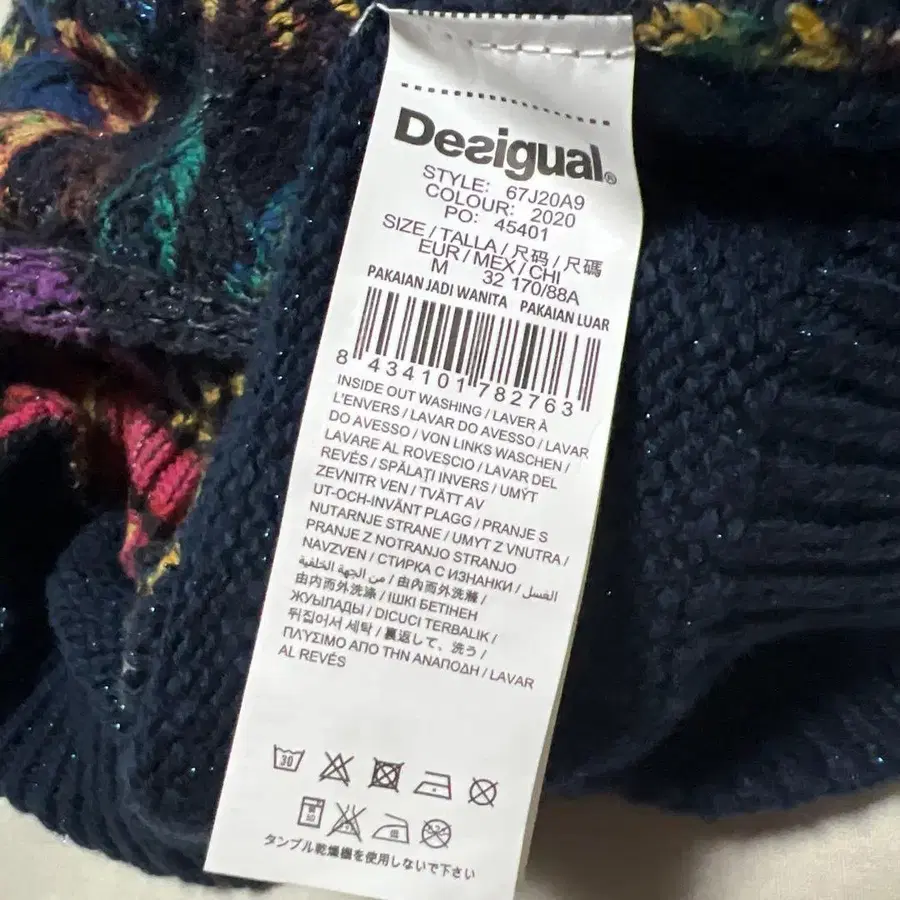 Desigual®
STYLE: 67J20A9
COLOUR: 2020
PO: 45401
SIZE / TALLA / 尺码 / 尺碼
EUR / MEX / CHI
M 32 170/88A
PAKAIAN JADI WANITA PAKAIAN LUAR
8 434101 782763
INSIDE OUT WASHING / LAVER À
L'ENVERS / LAVAR DO AVESSO / LAVAR
DO AVESSO / VON LINKS WASCHEN /
LAVARE AL ROVESCIO / LAVAR DEL
REVÉS / SPĂLAȚI INVERS / UMÝT
ZEVNITR VEN / TVÄTT AV
UT-OCH-INVÄNT PLAGG / PRANJE S
NUTARNJE STRANE / UMYT Z VNUTRA /
PRANJE Z NOTRANJO STRANJO
NAVZVEN / СТИРКА С ИЗНАНКИ / الغسل
من الجهة الخلفية / 由內而外洗滌 /
由内而外洗涤 / ІШКІ БЕТІНЕН
ЖУЫЛАДЫ / DICUCI TERBALIK /
뒤집어서 세탁 / 裏返して、洗う /
ΠΛΥΣΙΜΟ ΑΠΟ ΤΗΝ ΑΝΑΠΟΔΗ / LAVAR
AL REVÉS
30
タンブル乾燥機を使用しないで下さい